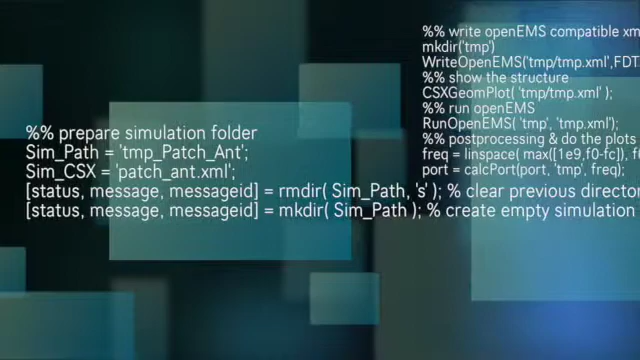 %% write openEMS compatible xm
mkdir('tmp')
WriteOpenEMS('tmp/tmp.xml',FDT
%% show the structure
CSXGeomPlot( 'tmp/tmp.xml' );
%% run openEMS
RunOpenEMS( 'tmp', 'tmp.xml');
%% postprocessing & do the plots
freq = linspace( max([1e9,f0-fc]), f
port = calcPort(port, 'tmp', freq);
%% prepare simulation folder
Sim_Path = 'tmp_Patch_Ant';
Sim_CSX = 'patch_ant.xml';
[status, message, messageid] = rmdir( Sim_Path, 's' ); % clear previous director
[status, message, messageid] = mkdir( Sim_Path ); % create empty simulation